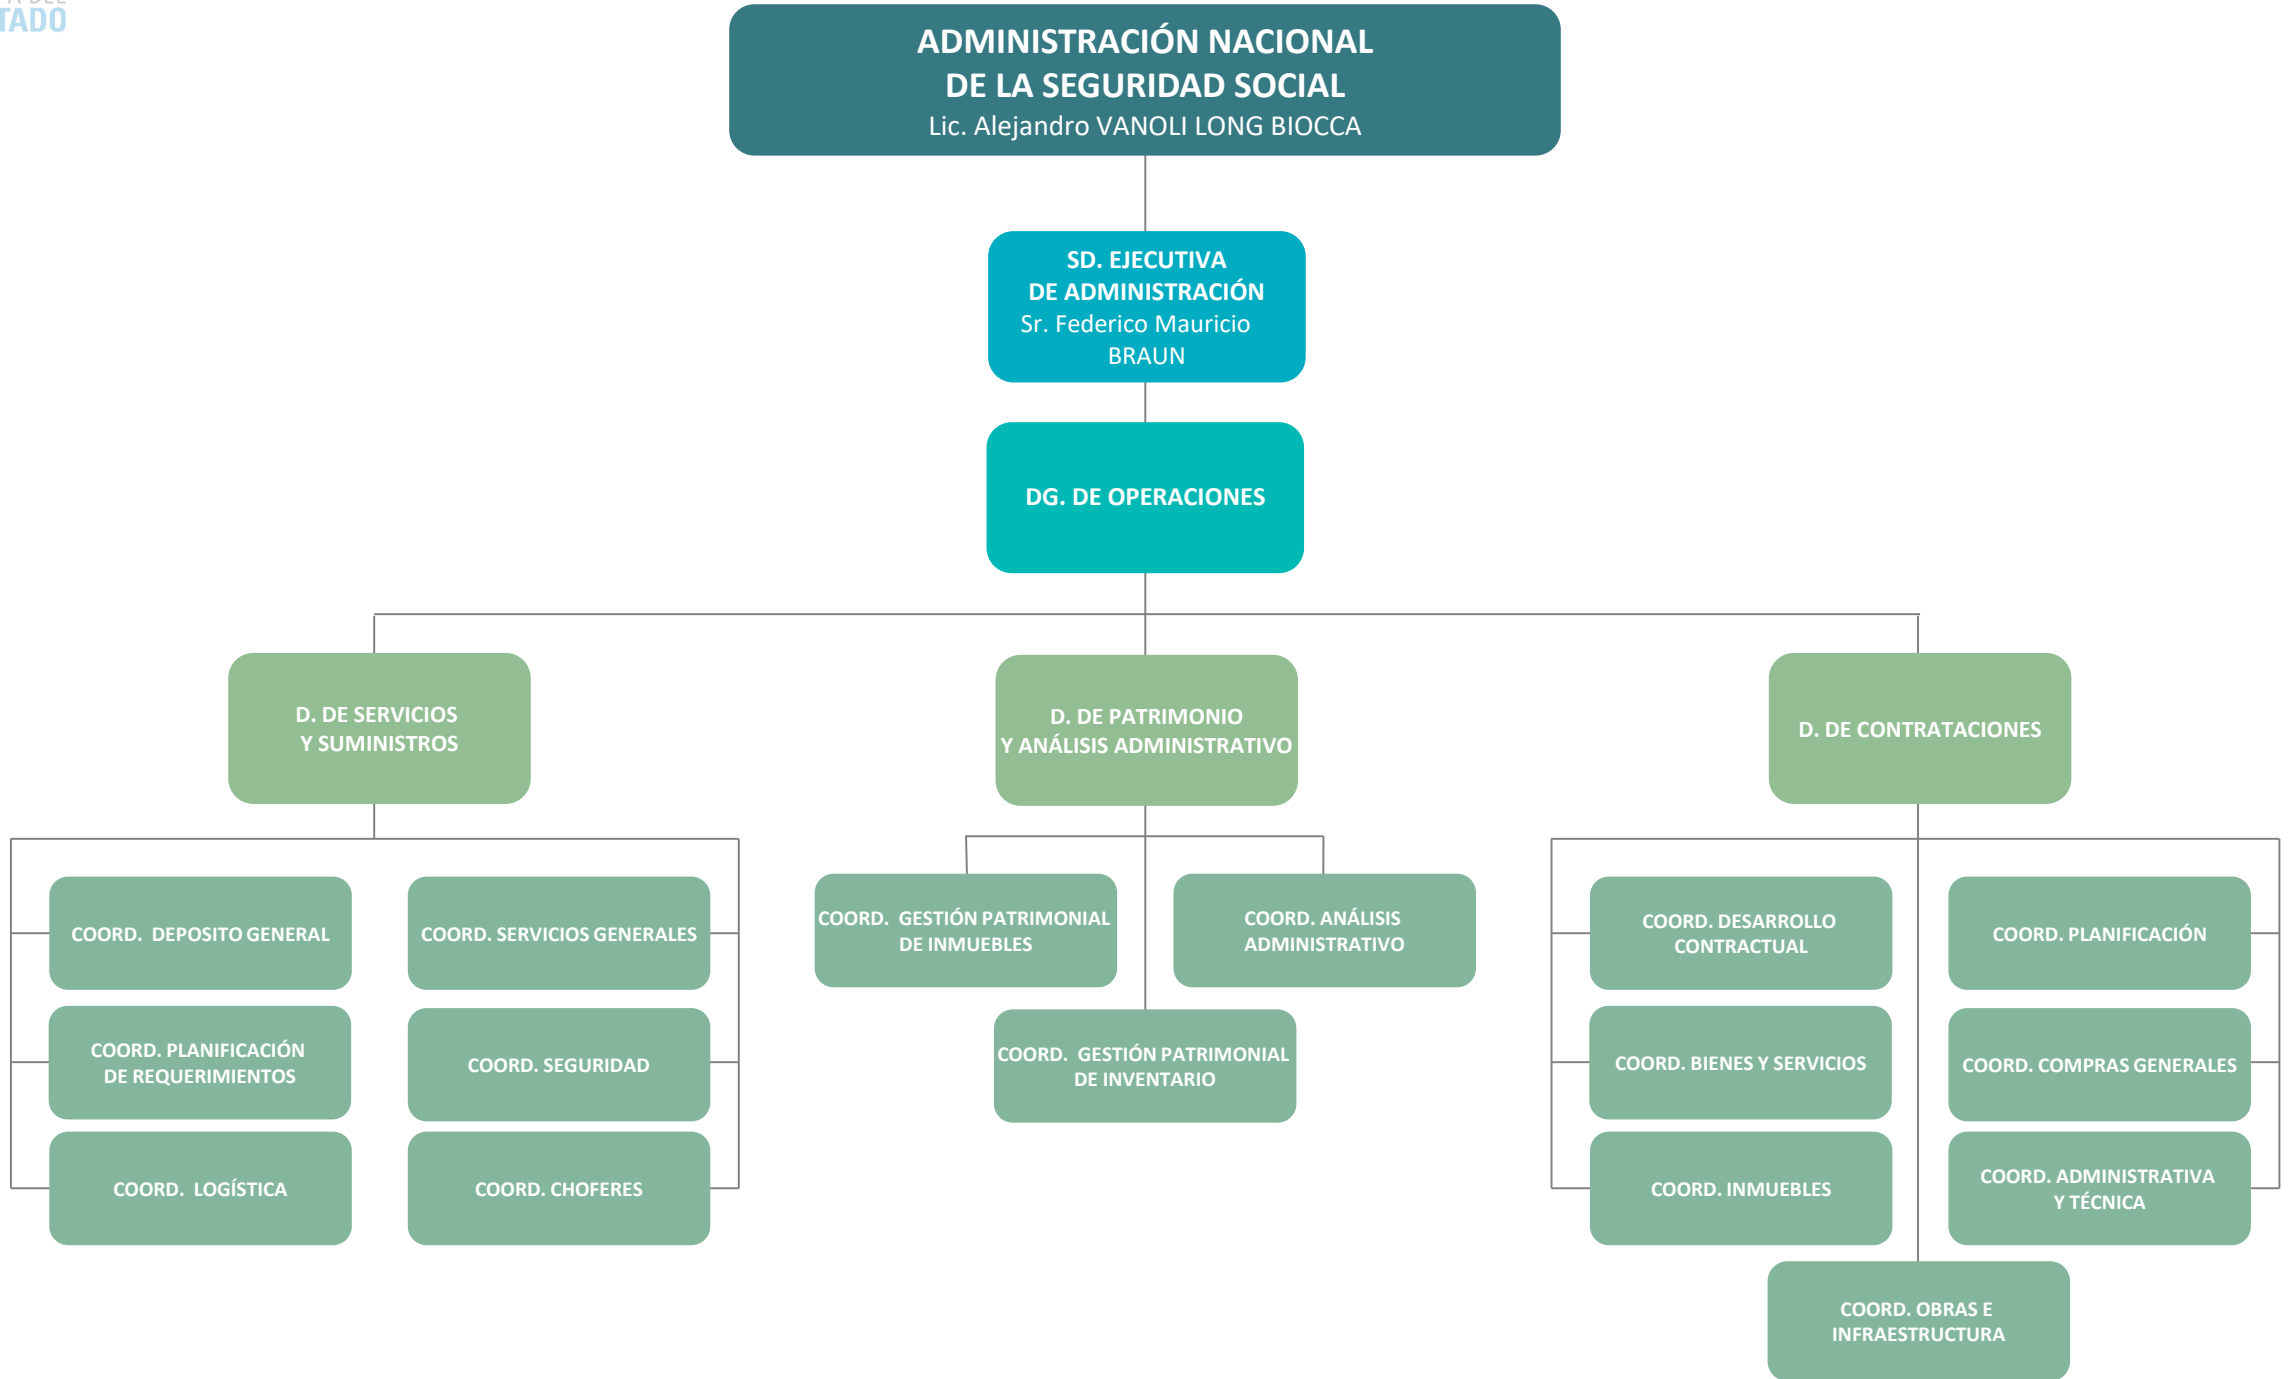 TADO
ADMINISTRACIÓN NACIONAL
DE LA SEGURIDAD SOCIAL
Lic. Alejandro VANOLI LONG BIOCCA
SD. EJECUTIVA
DE ADMINISTRACIÓN
Sr. Federico Mauricio
BRAUN
DG. DE OPERACIONES
D. DE SERVICIOS
Y SUMINISTROS
D. DE PATRIMONIO
Y ANÁLISIS ADMINISTRATIVO
D. DE CONTRATACIONES
COORD. DEPOSITO GENERAL
COORD. SERVICIOS GENERALES
COORD. PLANIFICACIÓN
DE REQUERIMIENTOS
COORD. SEGURIDAD
COORD. LOGÍSTICA
COORD. CHOFERES
COORD. GESTIÓN PATRIMONIAL
DE INMUEBLES
COORD. ANÁLISIS
ADMINISTRATIVO
COORD. GESTIÓN PATRIMONIAL
DE INVENTARIO
COORD. DESARROLLO
CONTRACTUAL
COORD. PLANIFICACIÓN
COORD. BIENES Y SERVICIOS
COORD. COMPRAS GENERALES
COORD. INMUEBLES
COORD. ADMINISTRATIVA
Y TÉCNICA
COORD. OBRAS E
INFRAESTRUCTURA